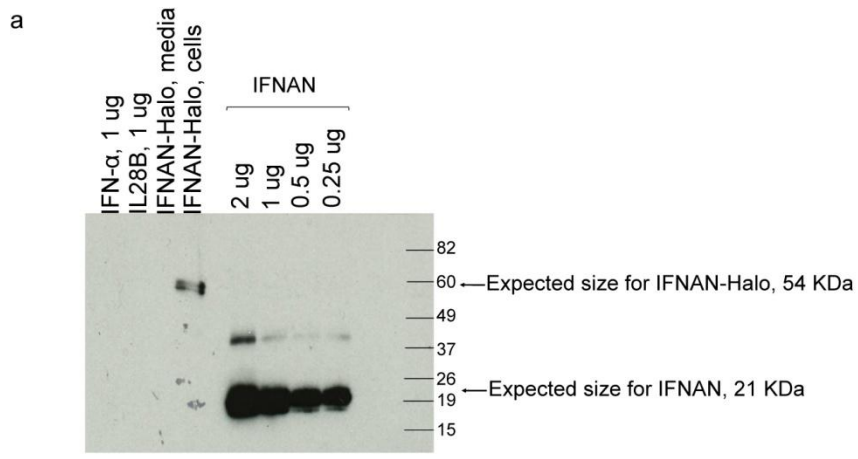 a
IFN-α, 1 ug
IL28B, 1 ug
IFNAN-Halo, media
IFNAN-Halo, cells
IFNAN
2 ug
1 ug
0.5 ug
0.25 ug
82
60
Expected size for IFNAN-Halo, 54 KDa
49
37
26
Expected size for IFNAN, 21 KDa
19
15